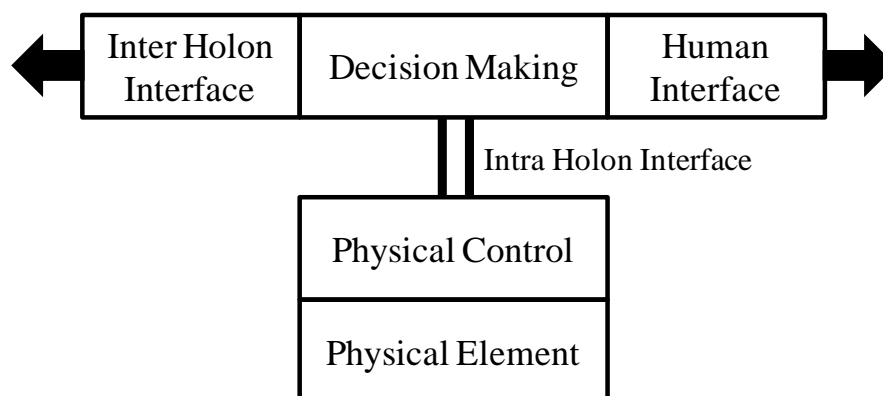 Inter Holon
Interface
Decision Making
Human
Interface
Intra Holon Interface
Physical Control
Physical Element